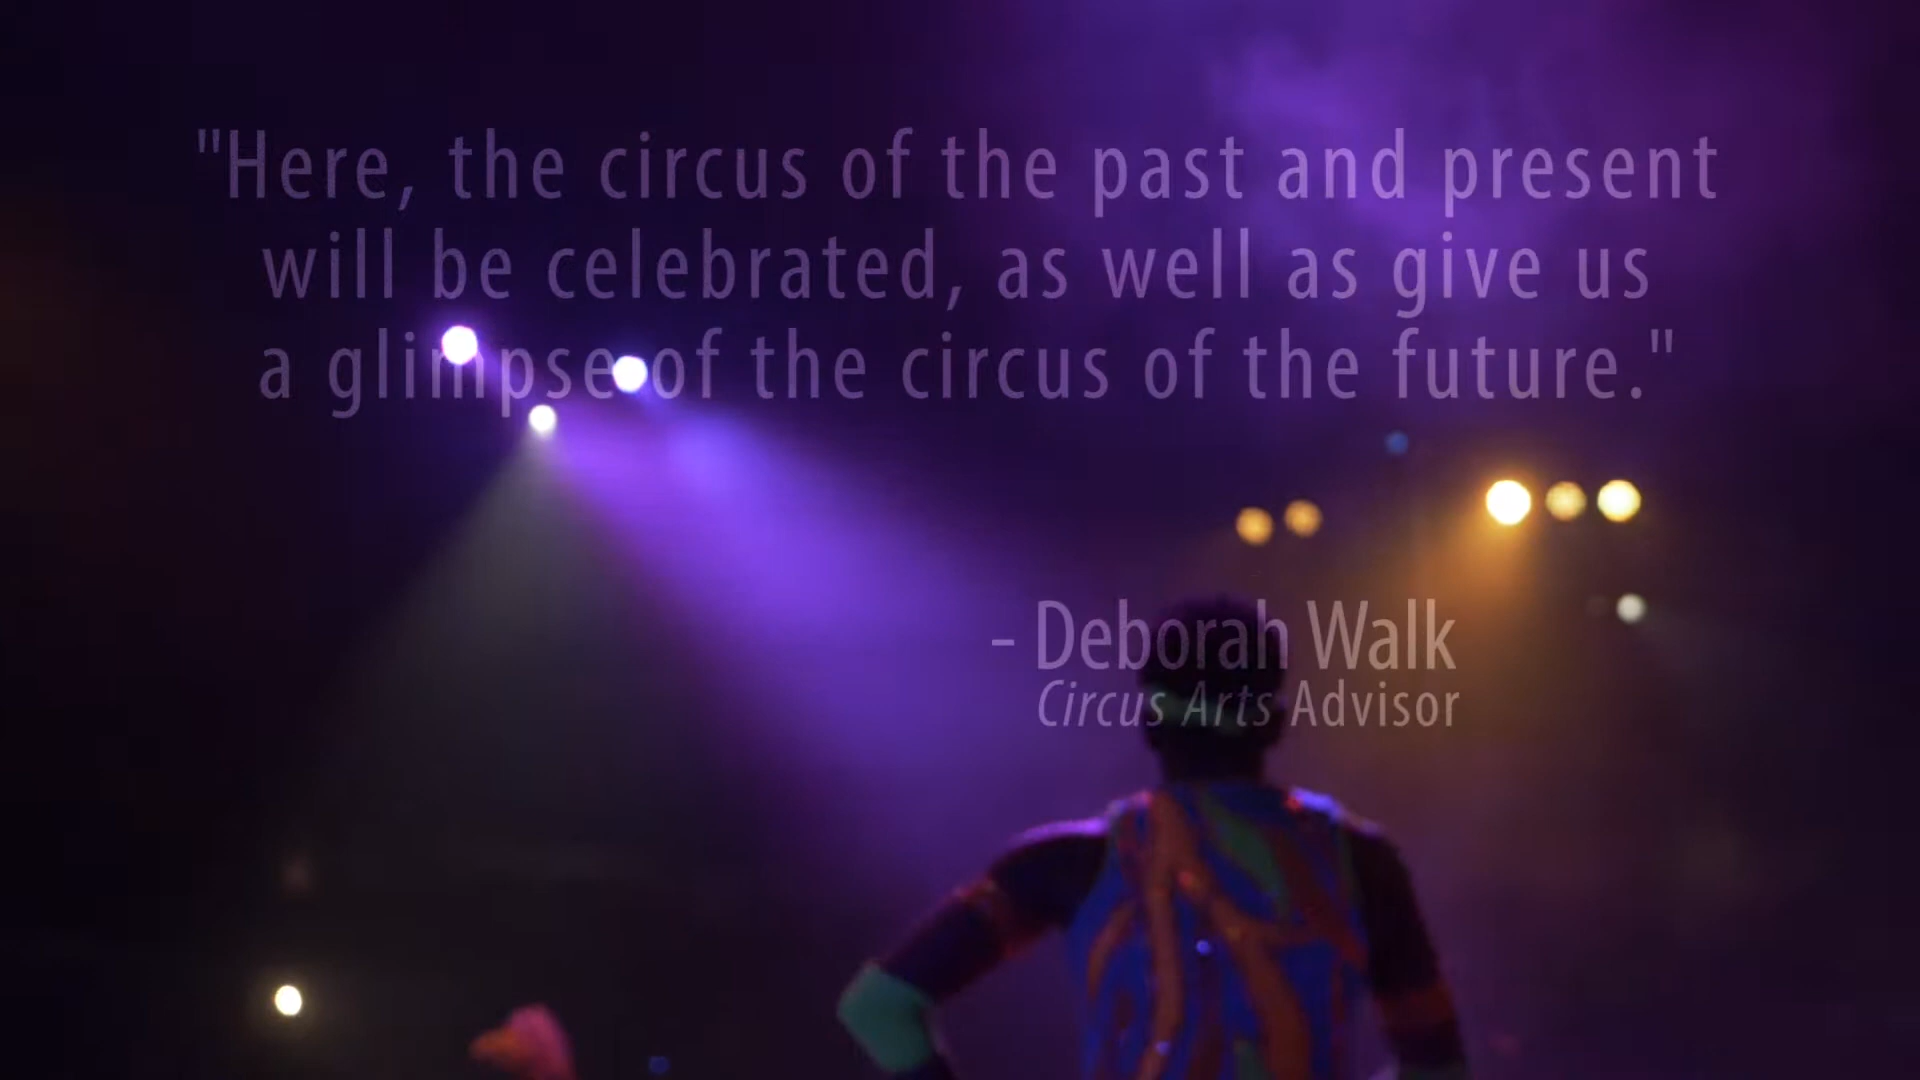 "Here, the circus of the past and present
will be celebrated, as well as give us
a glimpse of the circus of the future."
- Deborah Walk
Circus Arts Advisor